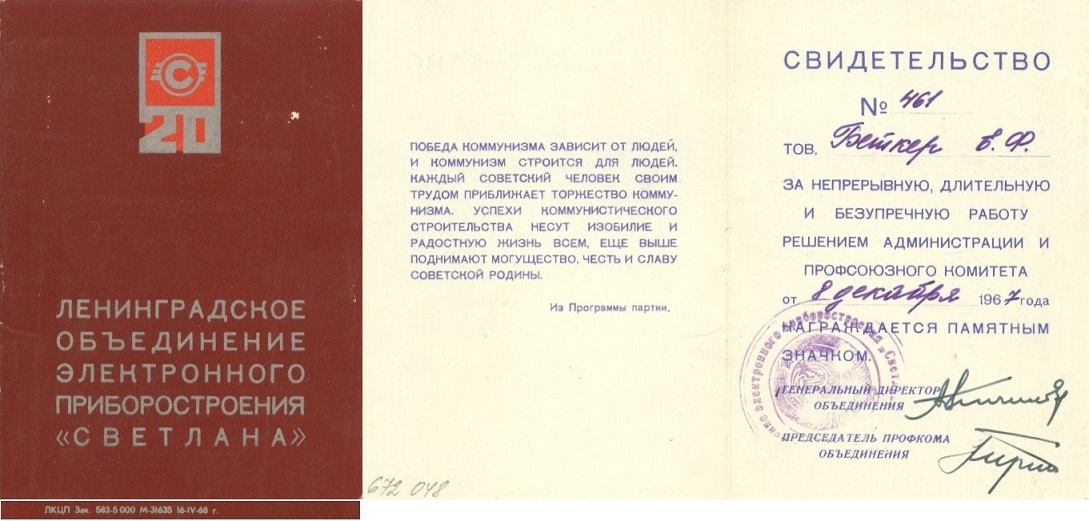 С
20
ЛЕНИНГРАДСКОЕ
ОБЪЕДИНЕНИЕ
ЭЛЕКТРОННОГО
ПРИБОРОСТРОЕНИЯ
«СВЕТЛАНА»
ЛКЦП Зак. 583-5 000 М-31635 16-IV-68 г.
ПОБЕДА КОММУНИЗМА ЗАВИСИТ ОТ ЛЮДЕЙ,
И КОММУНИЗМ СТРОИТСЯ ДЛЯ ЛЮДЕЙ.
КАЖДЫЙ СОВЕТСКИЙ ЧЕЛОВЕК СВОИМ
ТРУДОМ ПРИБЛИЖАЕТ ТОРЖЕСТВО КОММУ-
НИЗМА. УСПЕХИ КОММУНИСТИЧЕСКОГО
СТРОИТЕЛЬСТВА НЕСУТ ИЗОБИЛИЕ И
РАДОСТНУЮ ЖИЗНЬ ВСЕМ, ЕЩЕ ВЫШЕ
ПОДНИМАЮТ МОГУЩЕСТВО, ЧЕСТЬ И СЛАВУ
СОВЕТСКОЙ РОДИНЫ.
Из Программы партии.
672 048
СВИДЕТЕЛЬСТВО
№ 461
ТОВ. Беткер Е. Ф.
ЗА НЕПРЕРЫВНУЮ, ДЛИТЕЛЬНУЮ
И БЕЗУПРЕЧНУЮ РАБОТУ
РЕШЕНИЕМ АДМИНИСТРАЦИИ И
ПРОФСОЮЗНОГО КОМИТЕТА
от 8 декабря 1967 года
НАГРАЖДАЕТСЯ ПАМЯТНЫМ
ЗНАЧКОМ.
ГЕНЕРАЛЬНЫЙ ДИРЕКТОР
ОБЪЕДИНЕНИЯ
ПРЕДСЕДАТЕЛЬ ПРОФКОМА
ОБЪЕДИНЕНИЯ
электронного приборостроения